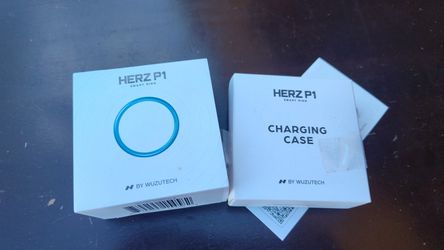 HERZ P1
SMART RING
BY WUZUTECH
HERZ P1
SMART RING
CHARGING
CASE
BY WUZUTECH